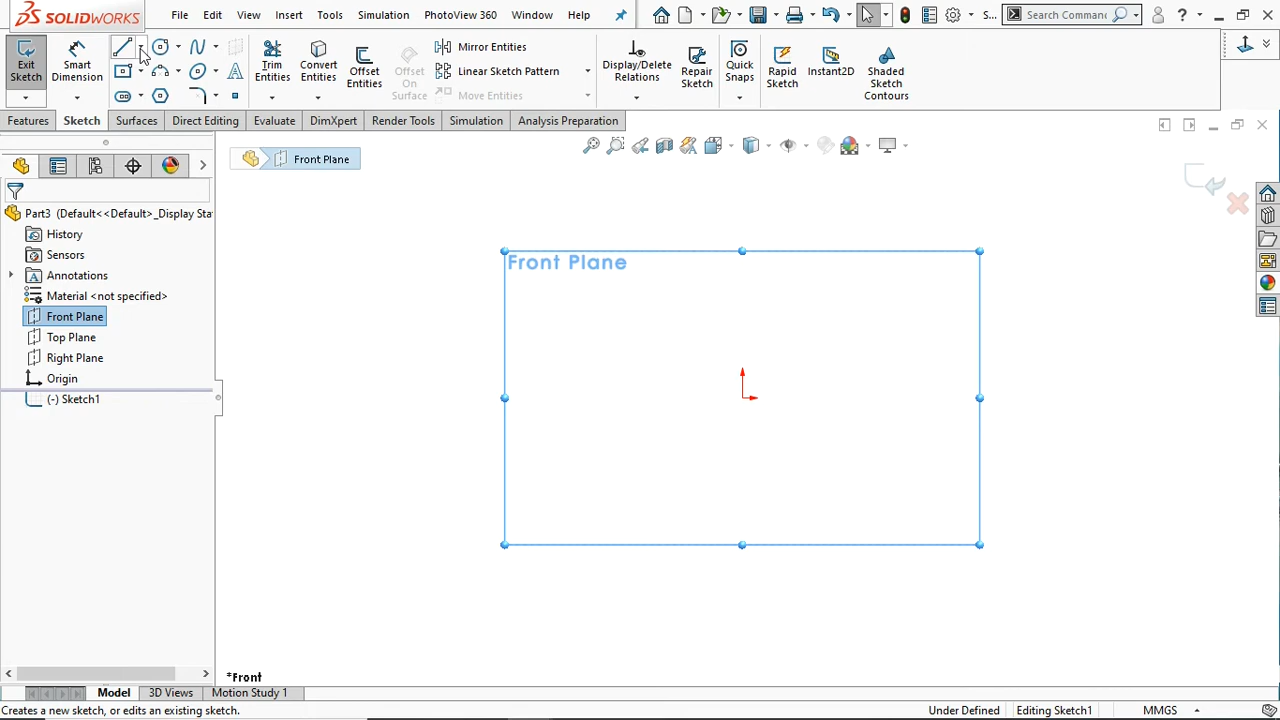 SOLIDWORKS File Edit View Insert Tools Simulation PhotoView 360 Window Help S... Search Commands ?
Exit Sketch
Smart Dimension
Trim Entities
Convert Entities
Offset Entities
Offset On Surface
Mirror Entities
Linear Sketch Pattern
Move Entities
Display/Delete Relations
Repair Sketch
Quick Snaps
Rapid Sketch
Instant2D
Shaded Sketch Contours
Features Sketch Surfaces Direct Editing Evaluate DimXpert Render Tools Simulation Analysis Preparation
Front Plane
Part3 (Default<<Default>_Display Sta
History
Sensors
Annotations
Material <not specified>
Front Plane
Top Plane
Right Plane
Origin
(-) Sketch1
Front Plane
*Front
Model 3D Views Motion Study 1
Creates a new sketch, or edits an existing sketch. Under Defined Editing Sketch1 MMGS